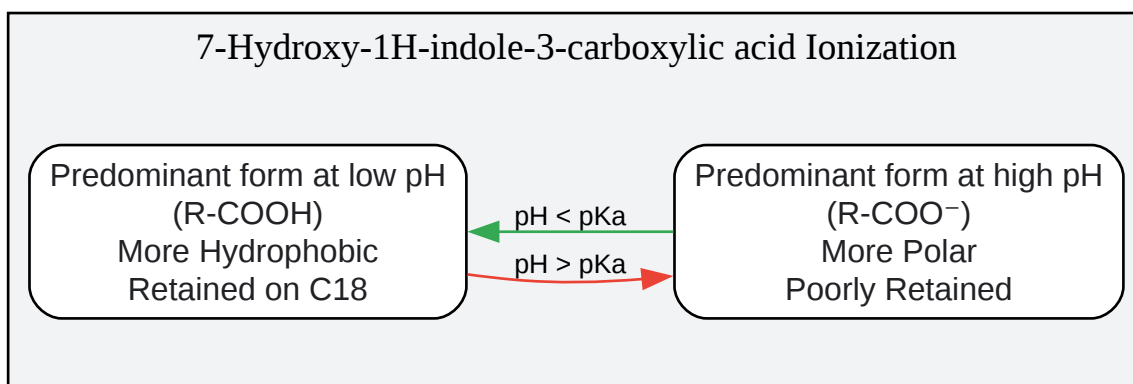 7-Hydroxy-1H-indole-3-carboxylic acid Ionization
Predominant form at low pH
(R-COOH)
More Hydrophobic
Retained on C18
pH < pKa
pH > pKa
Predominant form at high pH
(R-COO⁻)
More Polar
Poorly Retained